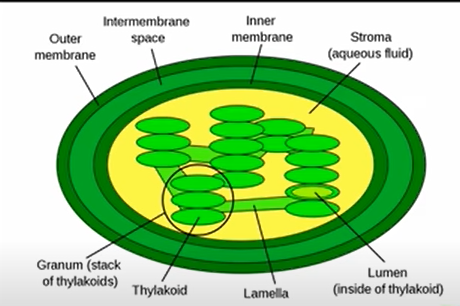 Outer
membrane
Intermembrane
space
Inner
membrane
Stroma
(aqueous fluid)
Granum (stack
of thylakoids)
Thylakoid
Lamella
Lumen
(inside of thylakoid)